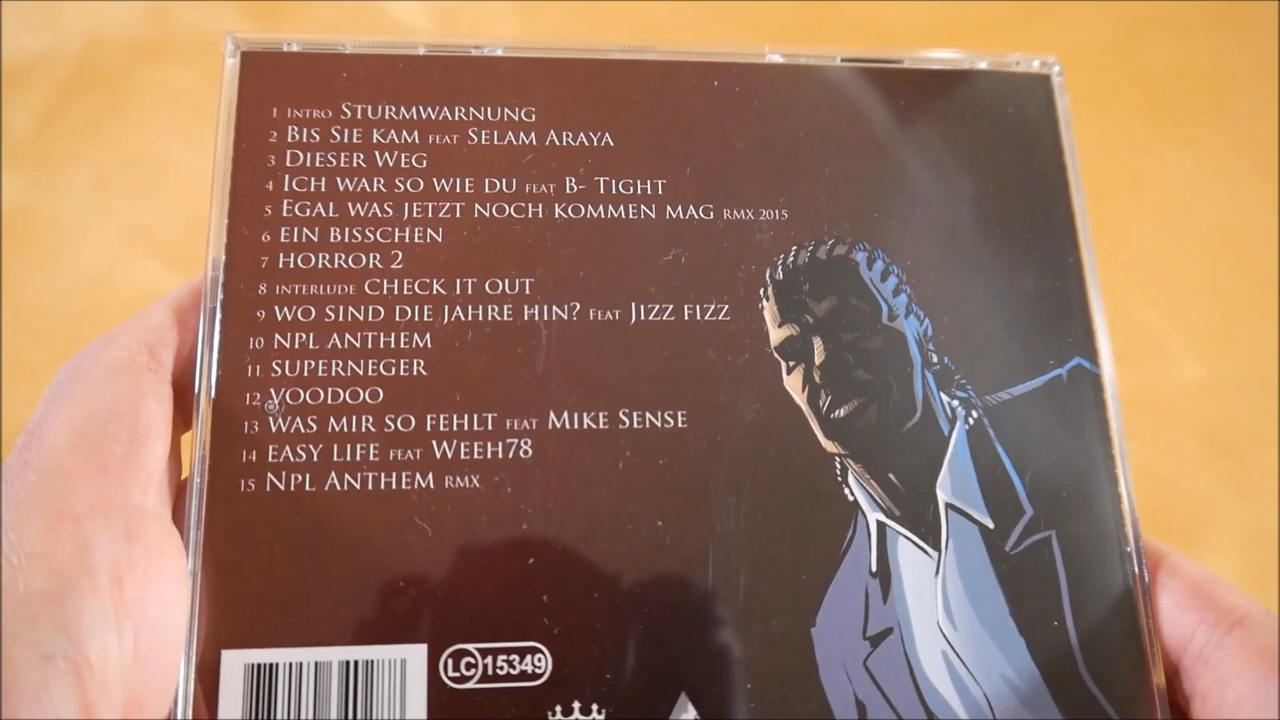 1 INTRO STURMWARNUNG
2 BIS SIE KAM FEAT SELAM ARAYA
3 DIESER WEG
4 ICH WAR SO WIE DU FEAT B- TIGHT
5 EGAL WAS JETZT NOCH KOMMEN MAG RMX 2015
6 EIN BISSCHEN
7 HORROR 2
8 INTERLUDE CHECK IT OUT
9 WO SIND DIE JAHRE HIN? FEAT JIZZ FIZZ
10 NPL ANTHEM
11 SUPERNEGER
12 VOODOO
13 WAS MIR SO FEHLT FEAT MIKE SENSE
14 EASY LIFE FEAT WEEH78
15 NPL ANTHEM RMX
LC 15349